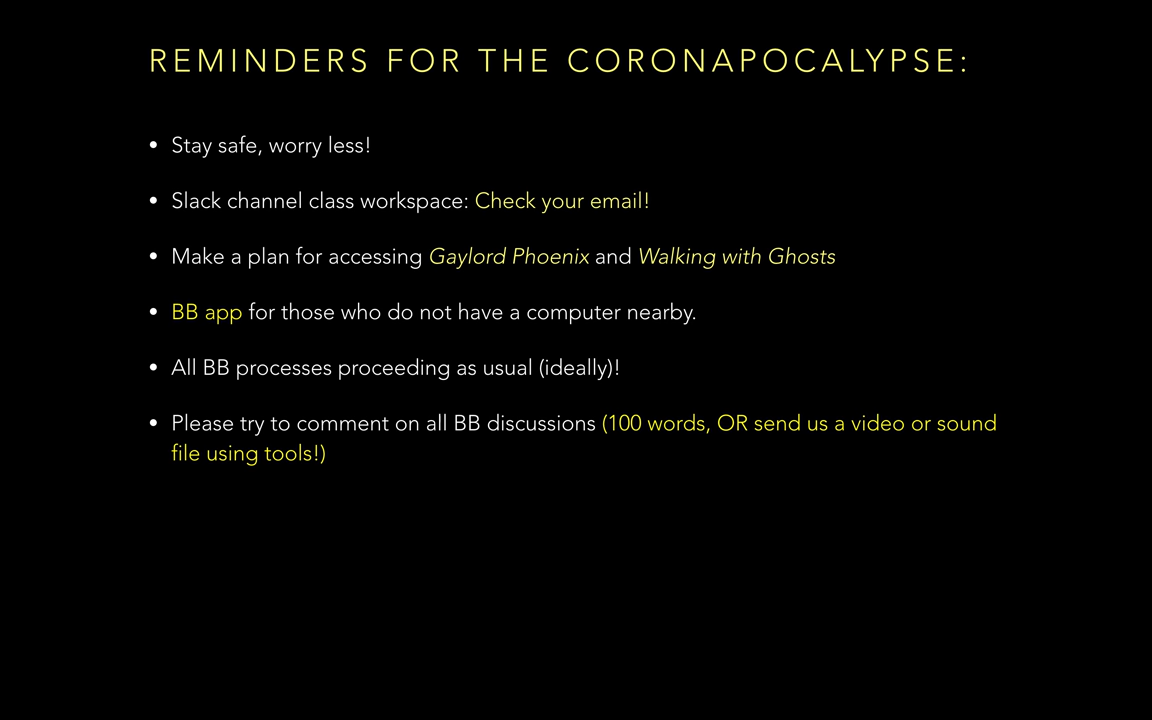 REMINDERS FOR THE CORONAPOCALYPSE:
• Stay safe, worry less!
• Slack channel class workspace: Check your email!
• Make a plan for accessing Gaylord Phoenix and Walking with Ghosts
• BB app for those who do not have a computer nearby.
• All BB processes proceeding as usual (ideally)!
• Please try to comment on all BB discussions (100 words, OR send us a video or sound
file using tools!)